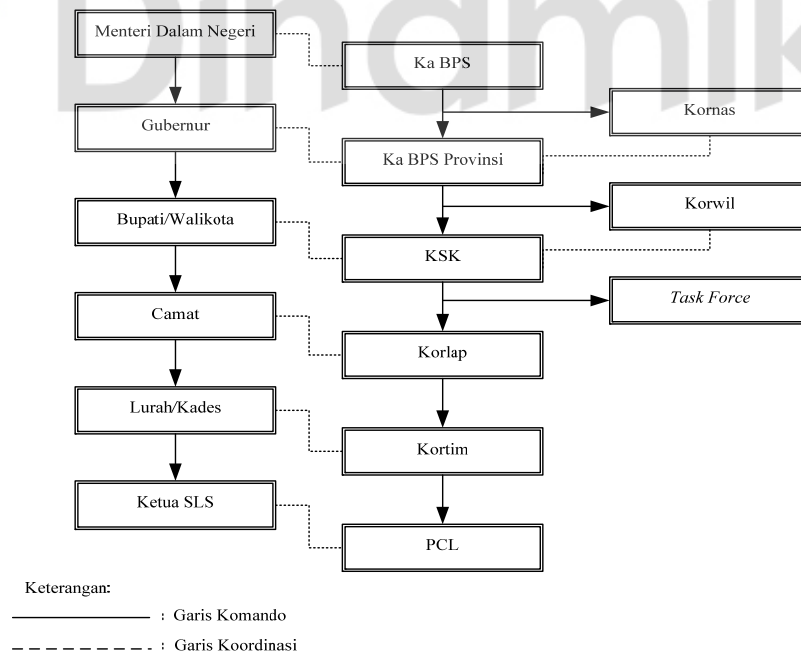 Dinamik
Menteri Dalam Negeri
Ka BPS
Kornas
Gubernur
Ka BPS Provinsi
Korwil
Bupati/Walikota
KSK
Task Force
Camat
Korlap
Lurah/Kades
Kortim
Ketua SLS
PCL
Keterangan:
: Garis Komando
: Garis Koordinasi